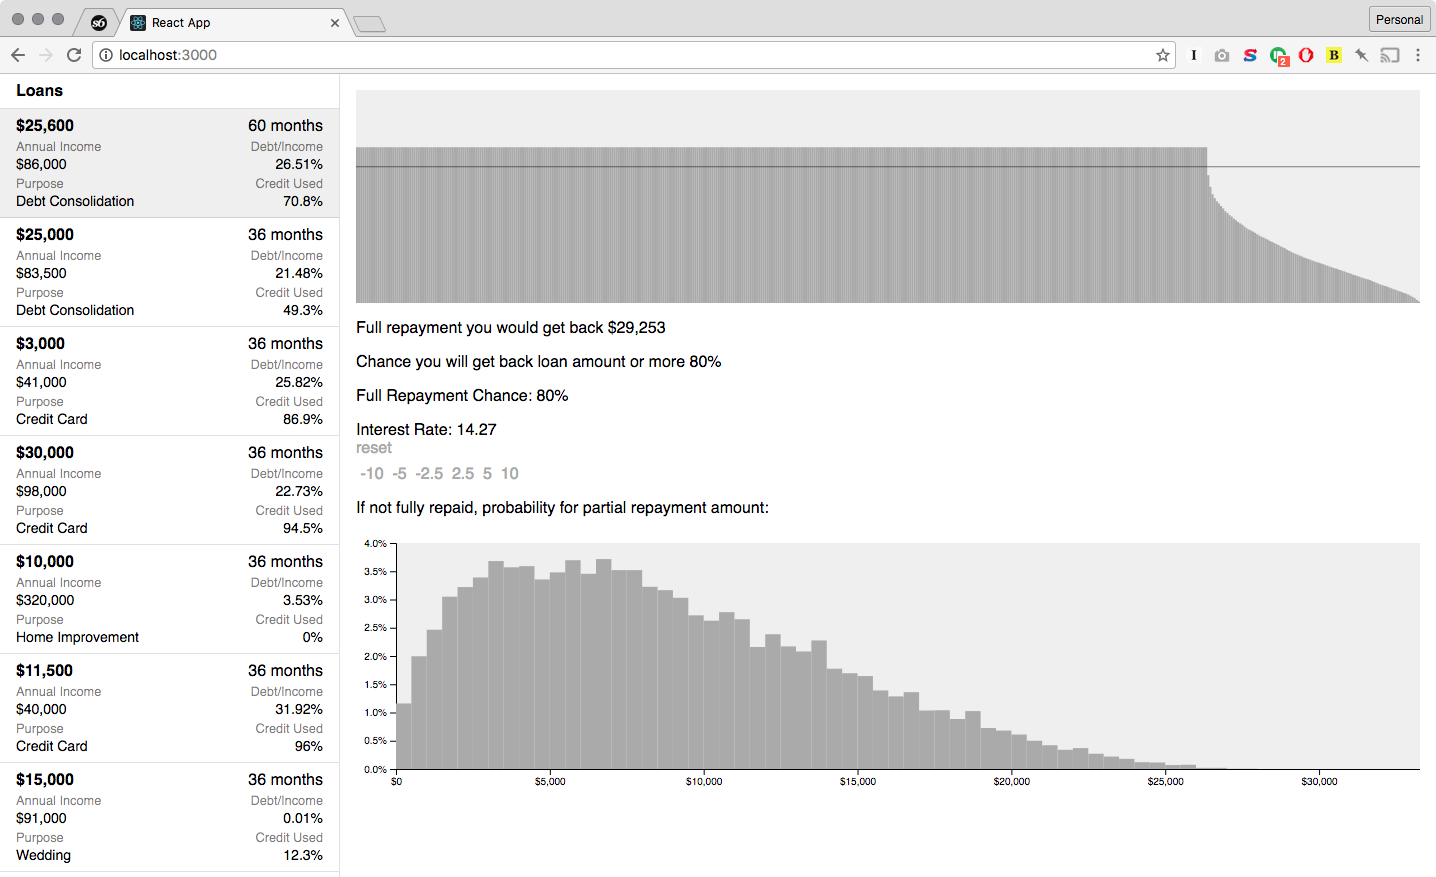 s6
React App
Personal
localhost:3000
I
S
2
B
Loans
$25,600 60 months
Annual Income Debt/Income
$86,000 26.51%
Purpose Credit Used
Debt Consolidation 70.8%
$25,000 36 months
Annual Income Debt/Income
$83,500 21.48%
Purpose Credit Used
Debt Consolidation 49.3%
$3,000 36 months
Annual Income Debt/Income
$41,000 25.82%
Purpose Credit Used
Credit Card 86.9%
$30,000 36 months
Annual Income Debt/Income
$98,000 22.73%
Purpose Credit Used
Credit Card 94.5%
$10,000 36 months
Annual Income Debt/Income
$320,000 3.53%
Purpose Credit Used
Home Improvement 0%
$11,500 36 months
Annual Income Debt/Income
$40,000 31.92%
Purpose Credit Used
Credit Card 96%
$15,000 36 months
Annual Income Debt/Income
$91,000 0.01%
Purpose Credit Used
Wedding 12.3%
Full repayment you would get back $29,253
Chance you will get back loan amount or more 80%
Full Repayment Chance: 80%
Interest Rate: 14.27
reset
-10 -5 -2.5 2.5 5 10
If not fully repaid, probability for partial repayment amount:
4.0%
3.5%
3.0%
2.5%
2.0%
1.5%
1.0%
0.5%
0.0%
$0 $5,000 $10,000 $15,000 $20,000 $25,000 $30,000